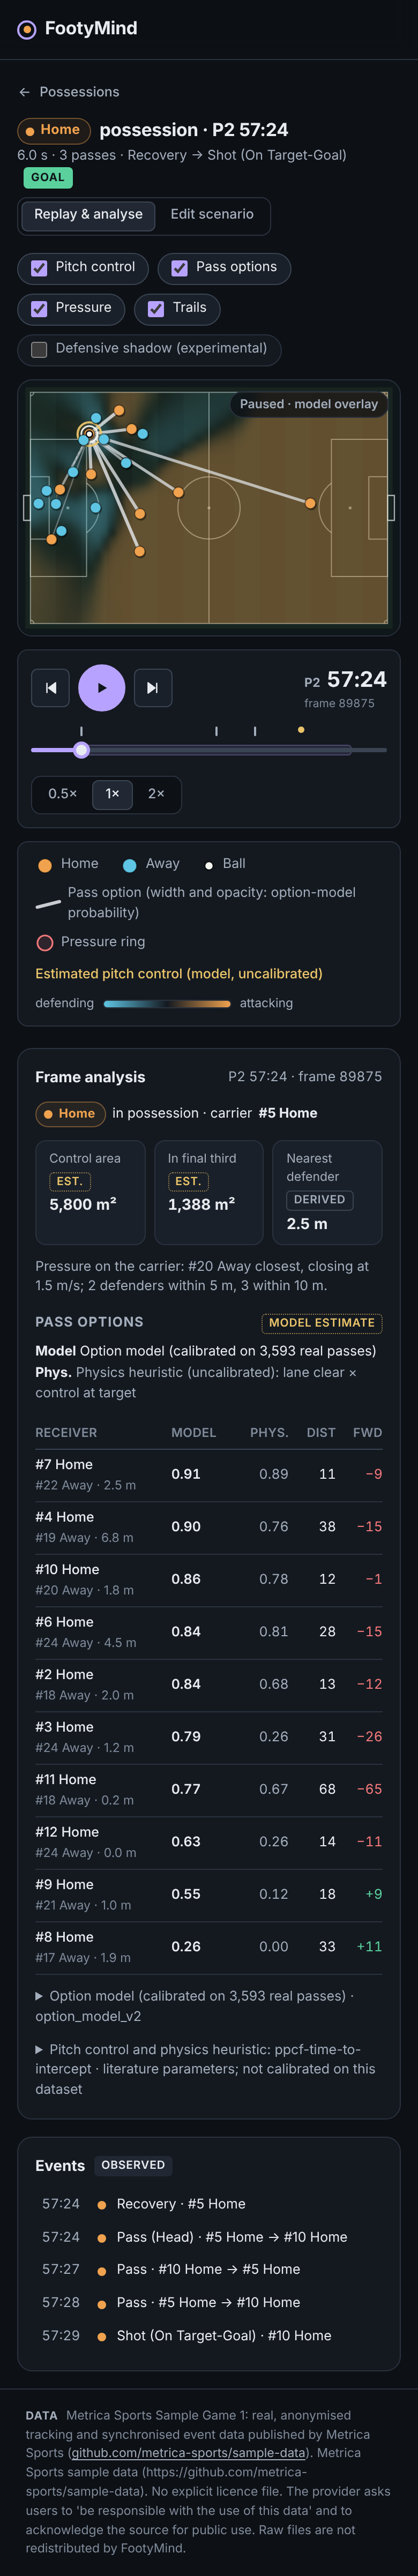 FootyMind
← Possessions
Home possession · P2 57:24
6.0 s · 3 passes · Recovery → Shot (On Target-Goal)
GOAL
Replay & analyse Edit scenario
Pitch control Pass options
Pressure Trails
Defensive shadow (experimental)
Paused · model overlay
P2 57:24
frame 89875
0.5× 1× 2×
Home Away Ball
Pass option (width and opacity: option-model
probability)
Pressure ring
Estimated pitch control (model, uncalibrated)
defending attacking
Frame analysis P2 57:24 · frame 89875
Home in possession · carrier #5 Home
Control area
EST.
5,800 m²
In final third
EST.
1,388 m²
Nearest
defender
DERIVED
2.5 m
Pressure on the carrier: #20 Away closest, closing at
1.5 m/s; 2 defenders within 5 m, 3 within 10 m.
PASS OPTIONS MODEL ESTIMATE
Model Option model (calibrated on 3,593 real passes)
Phys. Physics heuristic (uncalibrated): lane clear ×
control at target
RECEIVER MODEL PHYS. DIST FWD
#7 Home 0.91 0.89 11 −9
#22 Away · 2.5 m
#4 Home 0.90 0.76 38 −15
#19 Away · 6.8 m
#10 Home 0.86 0.78 12 −1
#20 Away · 1.8 m
#6 Home 0.84 0.81 28 −15
#24 Away · 4.5 m
#2 Home 0.84 0.68 13 −12
#18 Away · 2.0 m
#3 Home 0.79 0.26 31 −26
#24 Away · 1.2 m
#11 Home 0.77 0.67 68 −65
#18 Away · 0.2 m
#12 Home 0.63 0.26 14 −11
#24 Away · 0.0 m
#9 Home 0.55 0.12 18 +9
#21 Away · 1.0 m
#8 Home 0.26 0.00 33 +11
#17 Away · 1.9 m
▶ Option model (calibrated on 3,593 real passes) ·
option_model_v2
▶ Pitch control and physics heuristic: ppcf-time-to-
intercept · literature parameters; not calibrated on this
dataset
Events OBSERVED
57:24 Recovery · #5 Home
57:24 Pass (Head) · #5 Home → #10 Home
57:27 Pass · #10 Home → #5 Home
57:28 Pass · #5 Home → #10 Home
57:29 Shot (On Target-Goal) · #10 Home
DATA Metrica Sports Sample Game 1: real, anonymised
tracking and synchronised event data published by Metrica
Sports (github.com/metrica-sports/sample-data). Metrica
Sports sample data (https://github.com/metrica-
sports/sample-data). No explicit licence file. The provider asks
users to 'be responsible with the use of this data' and to
acknowledge the source for public use. Raw files are not
redistributed by FootyMind.